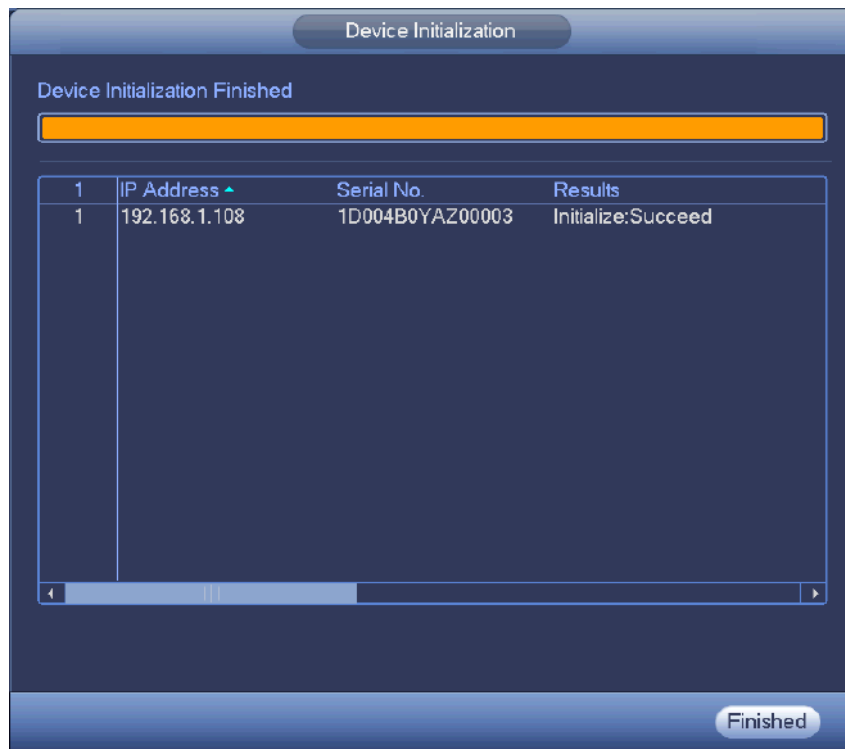 Device Initialization
Device Initialization Finished
1 IP Address Serial No. Results
1 192.168.1.108 1D004B0YAZ00003 Initialize:Succeed
Finished